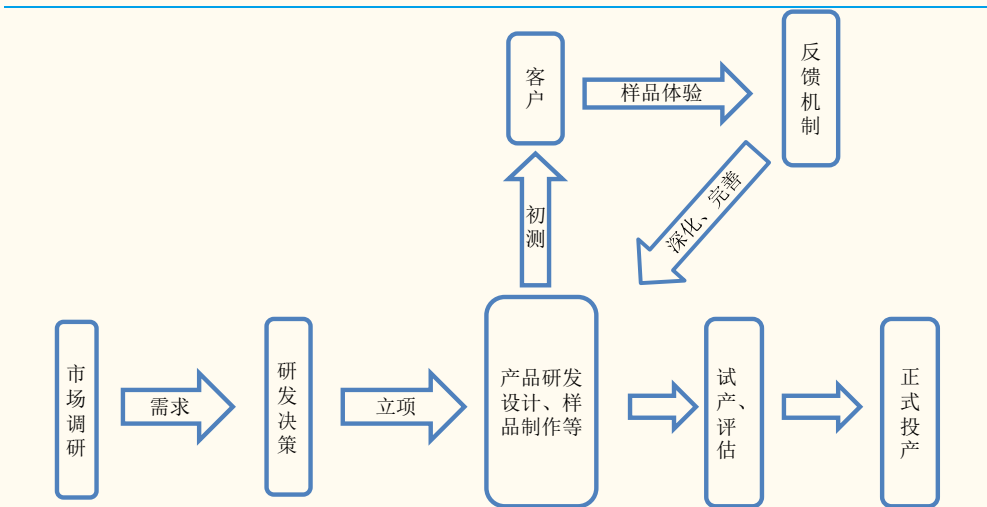 客户
样品体验
反馈机制
初测
深化、完善
市场调研
需求
研发决策
立项
产品研发
设计、样
品制作等
试产、评估
正式投产